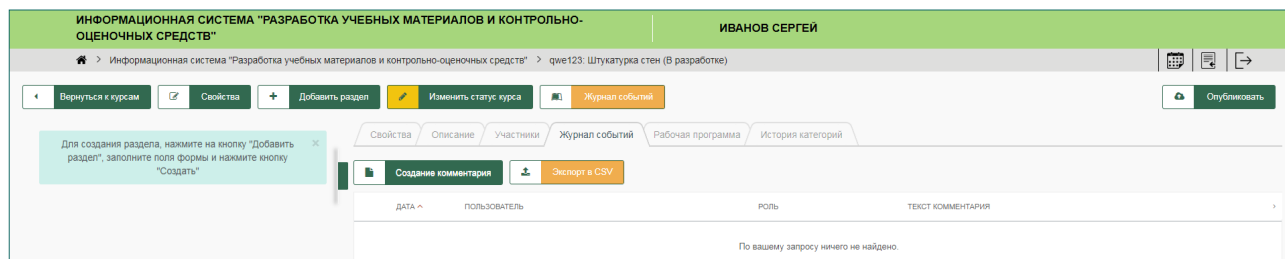 ИНФОРМАЦИОННАЯ СИСТЕМА "РАЗРАБОТКА УЧЕБНЫХ МАТЕРИАЛОВ И КОНТРОЛЬНО-
ОЦЕНОЧНЫХ СРЕДСТВ"
ИВАНОВ СЕРГЕЙ
> Информационная система "Разработка учебных материалов и контрольно-оценочных средств" > qwe123: Штукатурка стен (В разработке)
Вернуться к курсам Свойства Добавить раздел Изменить статус курса Журнал событий Опубликовать
Для создания раздела, нажмите на кнопку "Добавить
раздел", заполните поля формы и нажмите кнопку
"Создать"
Свойства Описание Участники Журнал событий Рабочая программа История категорий
Создание комментария Экспорт в CSV
ДАТА ПОЛЬЗОВАТЕЛЬ РОЛЬ ТЕКСТ КОММЕНТАРИЯ
По вашему запросу ничего не найдено.